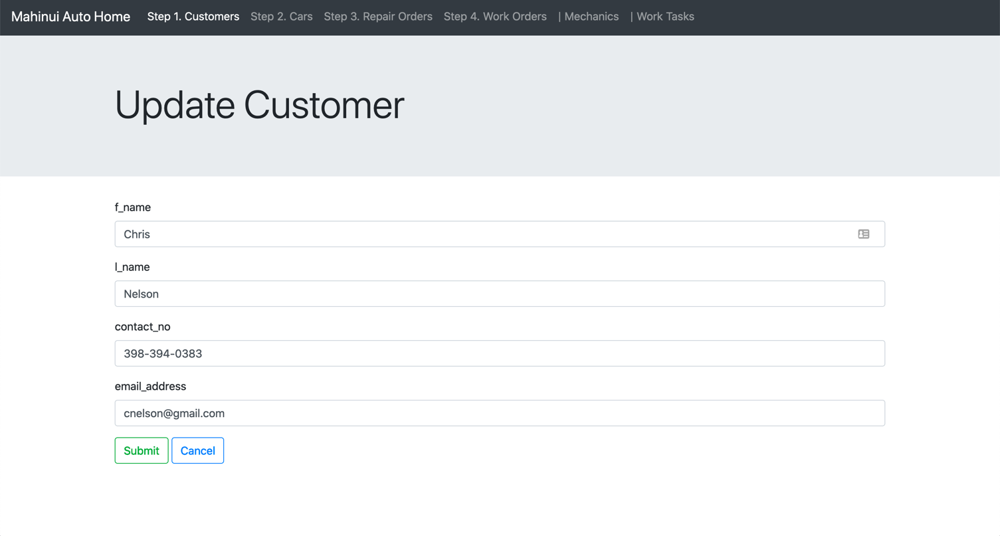 Mahinui Auto Home Step 1. Customers Step 2. Cars Step 3. Repair Orders Step 4. Work Orders | Mechanics | Work Tasks
Update Customer
f_name
Chris
l_name
Nelson
contact_no
398-394-0383
email_address
cnelson@gmail.com
Submit Cancel